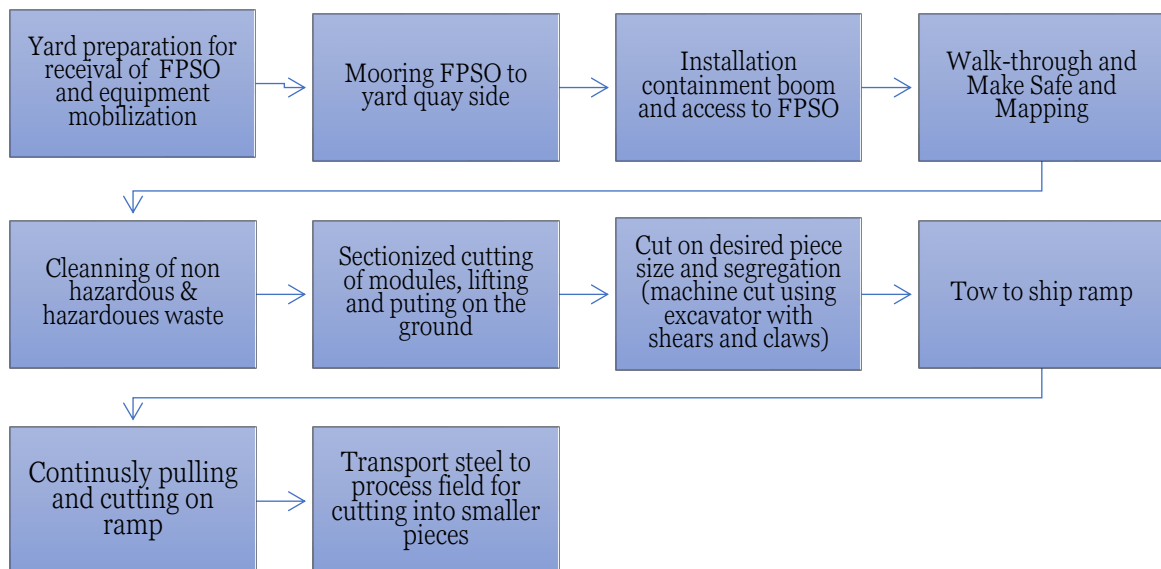 Yard preparation for
receival of FPSO
and equipment
mobilization
Mooring FPSO to
yard quay side
Installation
containment boom
and access to FPSO
Walk-through and
Make Safe and
Mapping
Cleanning of non
hazardous &
hazardoues waste
Sectionized cutting
of modules, lifting
and puting on the
ground
Cut on desired piece
size and segregation
(machine cut using
excavator with
shears and claws)
Tow to ship ramp
Continusly pulling
and cutting on
ramp
Transport steel to
process field for
cutting into smaller
pieces